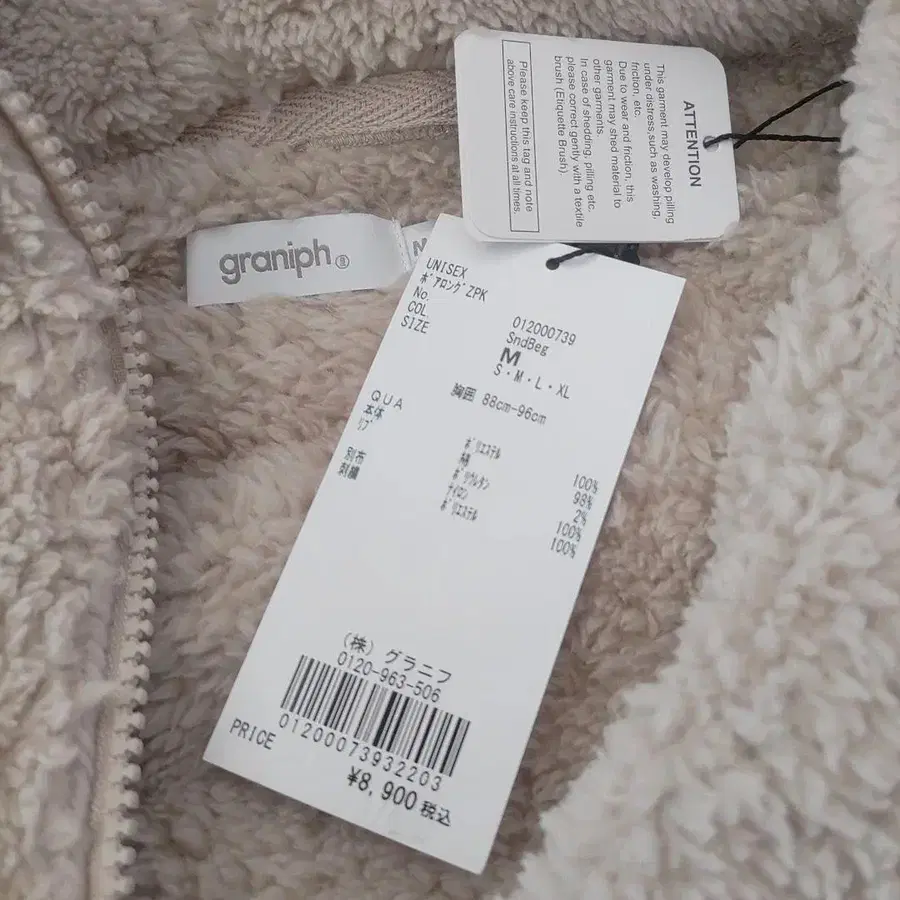 ATTENTION
This garment may develop pilling
under distress,such as washing,
friction, etc.
Due to wear and friction, this
garment may shed material to
other garments.
In case of shedding, pilling etc.
please correct gently with a textile
brush (Etiquette Brush).
Please keep this tag and note
above care instructions at all times.
graniph®
UNISEX
ボアロングZPK
No. 012000739
COL SndBeg
SIZE M
S・M・L・XL
胸囲 88cm-96cm
QUA
本体 ポリエステル 100%
リブ 綿 98%
ポリウレタン 2%
別布 ナイロン 100%
刺繍 ポリエステル 100%
(株) グラニフ
0120-963-506
01200073932203
PRICE ¥8,900 税込